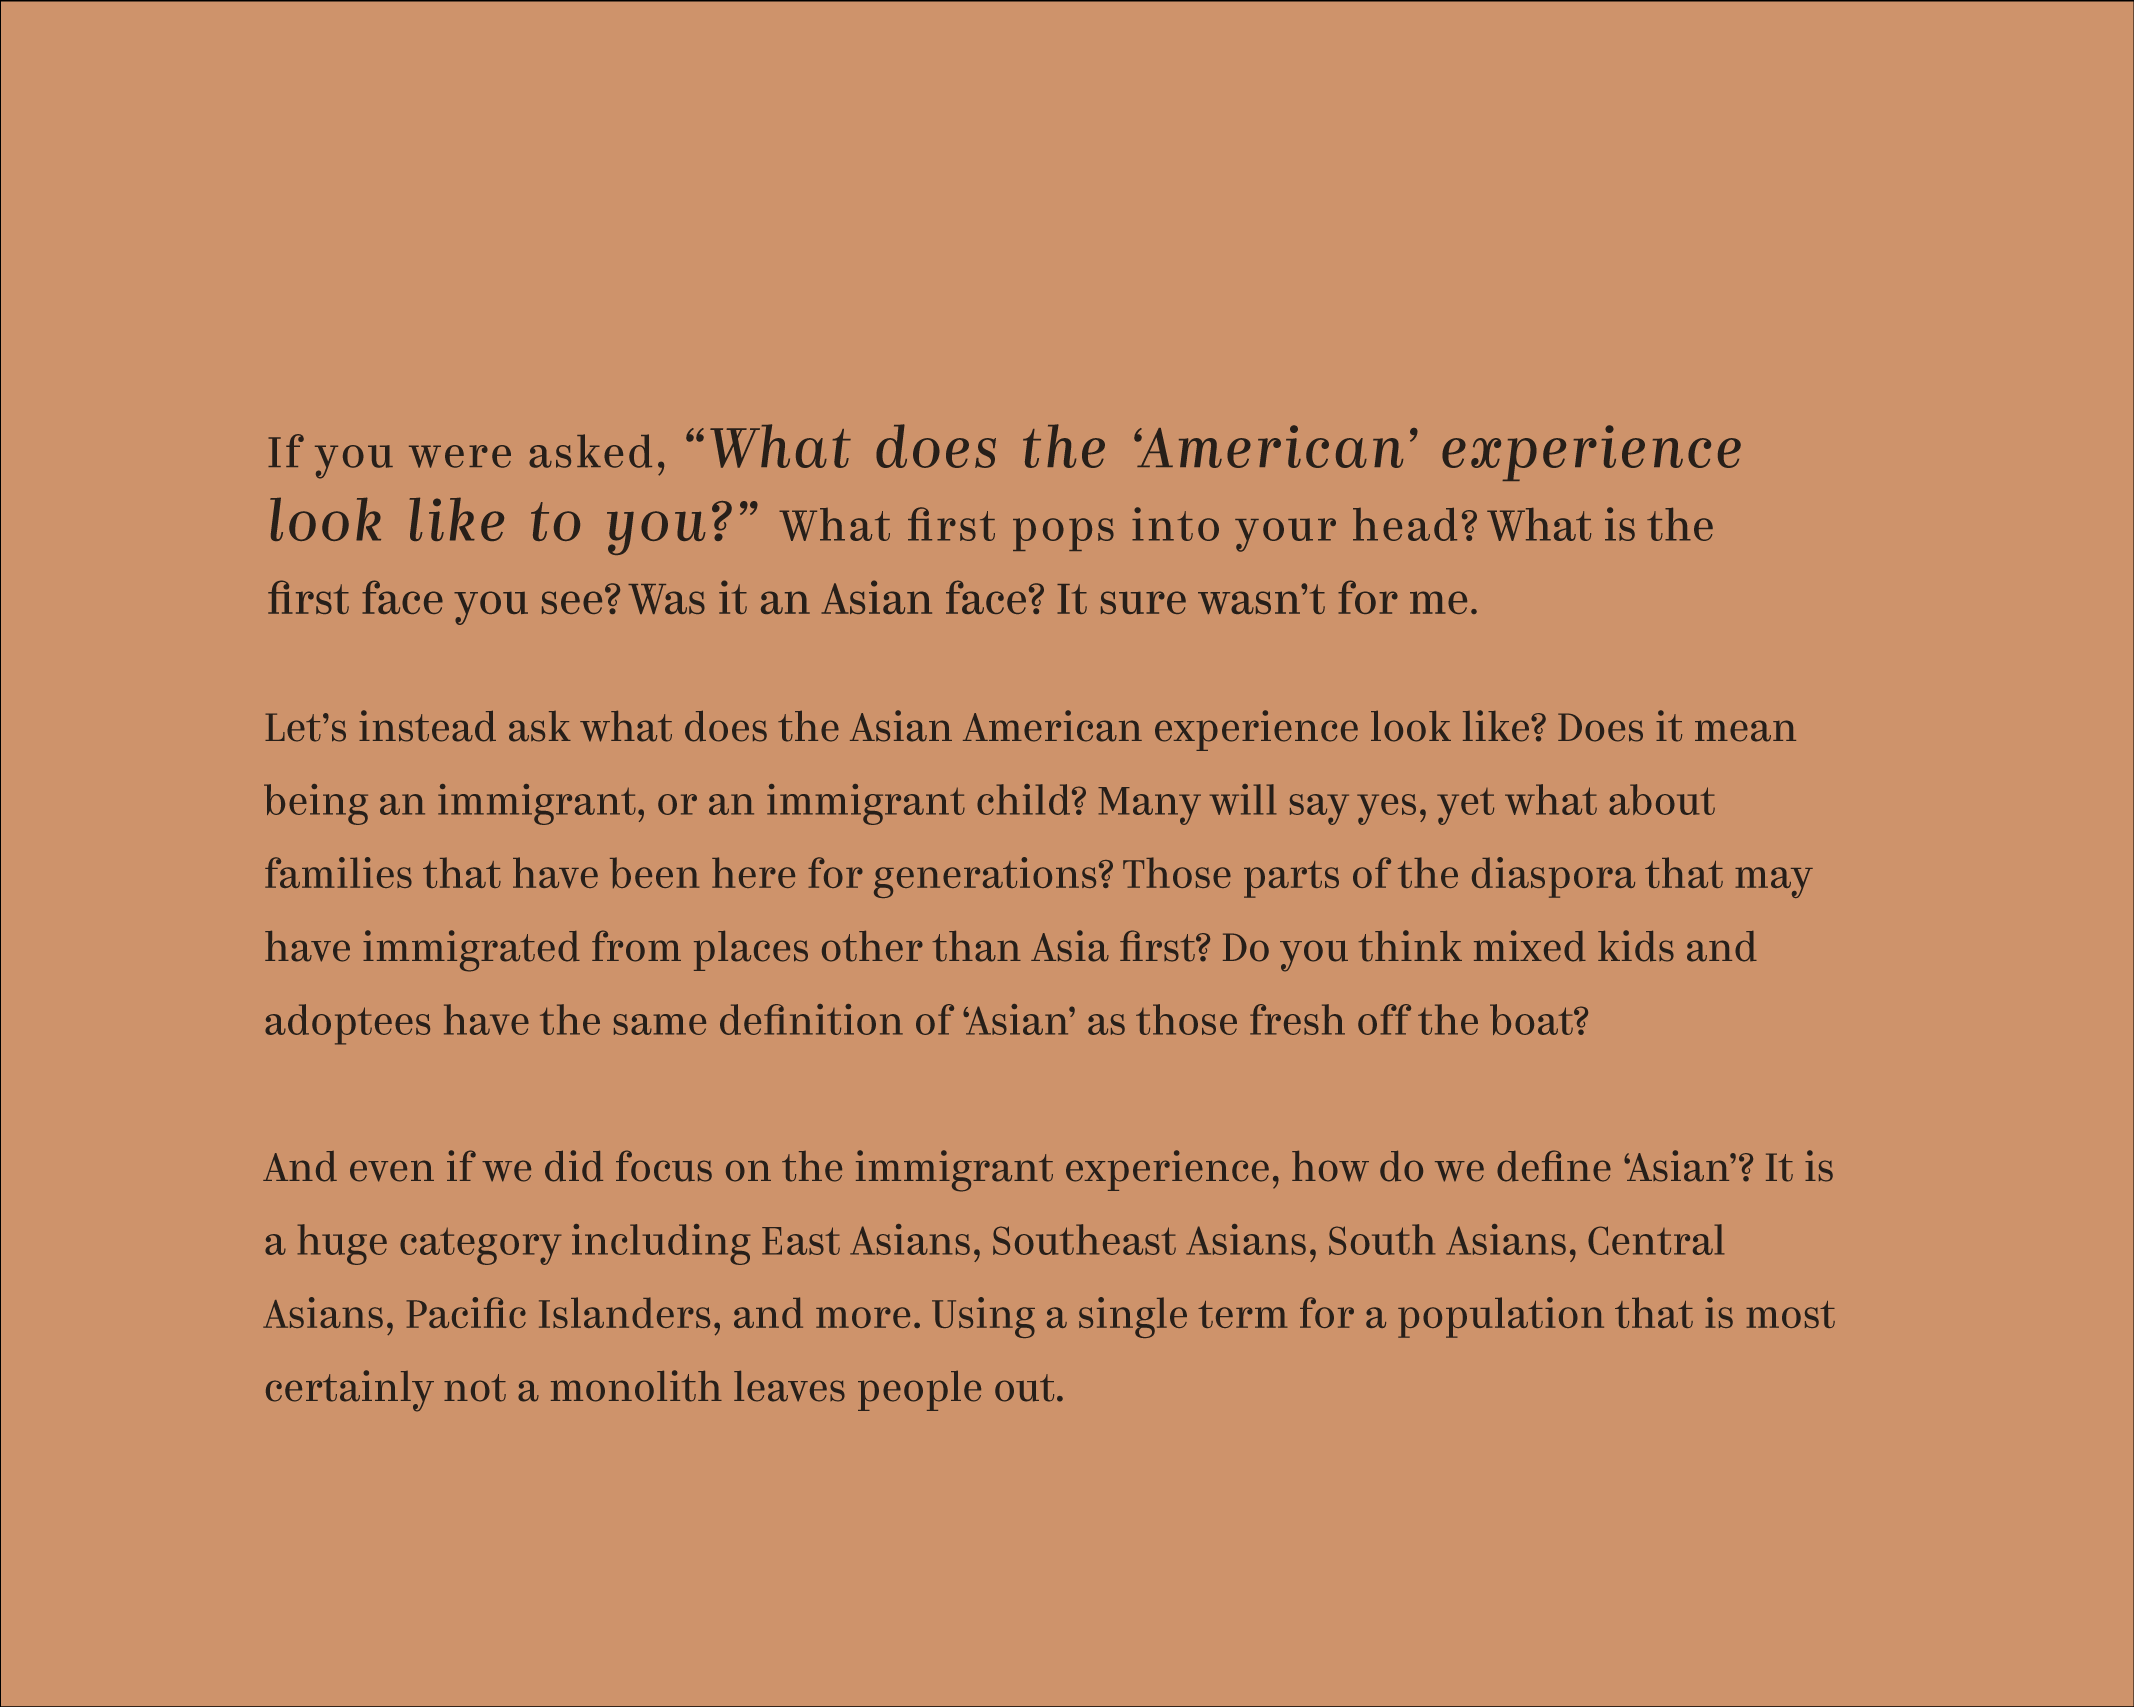 If you were asked, “What does the ‘American’ experience
look like to you?” What first pops into your head? What is the
first face you see? Was it an Asian face? It sure wasn’t for me.
Let’s instead ask what does the Asian American experience look like? Does it mean
being an immigrant, or an immigrant child? Many will say yes, yet what about
families that have been here for generations? Those parts of the diaspora that may
have immigrated from places other than Asia first? Do you think mixed kids and
adoptees have the same definition of ‘Asian’ as those fresh off the boat?
And even if we did focus on the immigrant experience, how do we define ‘Asian’? It is
a huge category including East Asians, Southeast Asians, South Asians, Central
Asians, Pacific Islanders, and more. Using a single term for a population that is most
certainly not a monolith leaves people out.